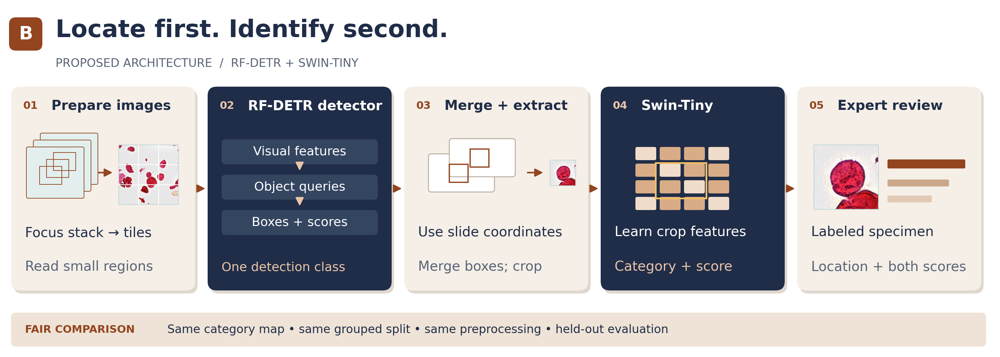 B
Locate first. Identify second.
PROPOSED ARCHITECTURE / RF-DETR + SWIN-TINY
01 Prepare images
Focus stack → tiles
Read small regions
02 RF-DETR detector
Visual features
Object queries
Boxes + scores
One detection class
03 Merge + extract
Use slide coordinates
Merge boxes; crop
04 Swin-Tiny
Learn crop features
Category + score
05 Expert review
Labeled specimen
Location + both scores
FAIR COMPARISON Same category map • same grouped split • same preprocessing • held-out evaluation